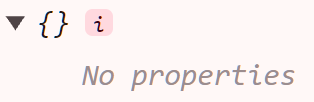 ▼ {} i
No properties